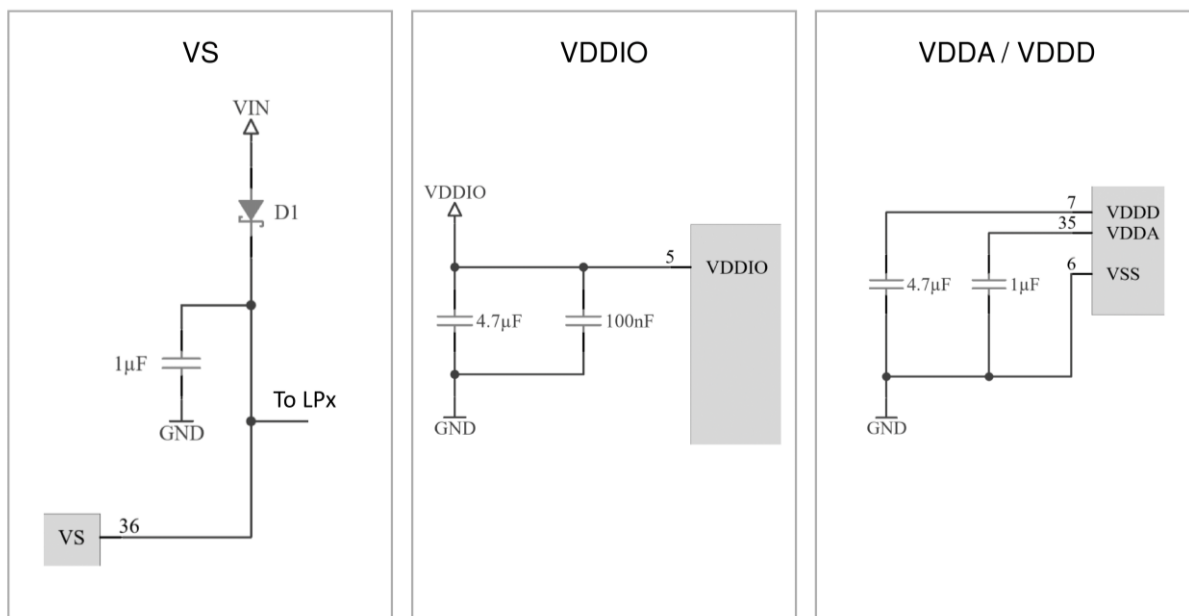 VS
VIN
D1
1µF
GND
To LPx
VS
36
VDDIO
VDDIO
5
VDDIO
4.7µF
100nF
GND
VDDA / VDDD
7
VDDD
35
VDDA
6
VSS
4.7µF
1µF
GND